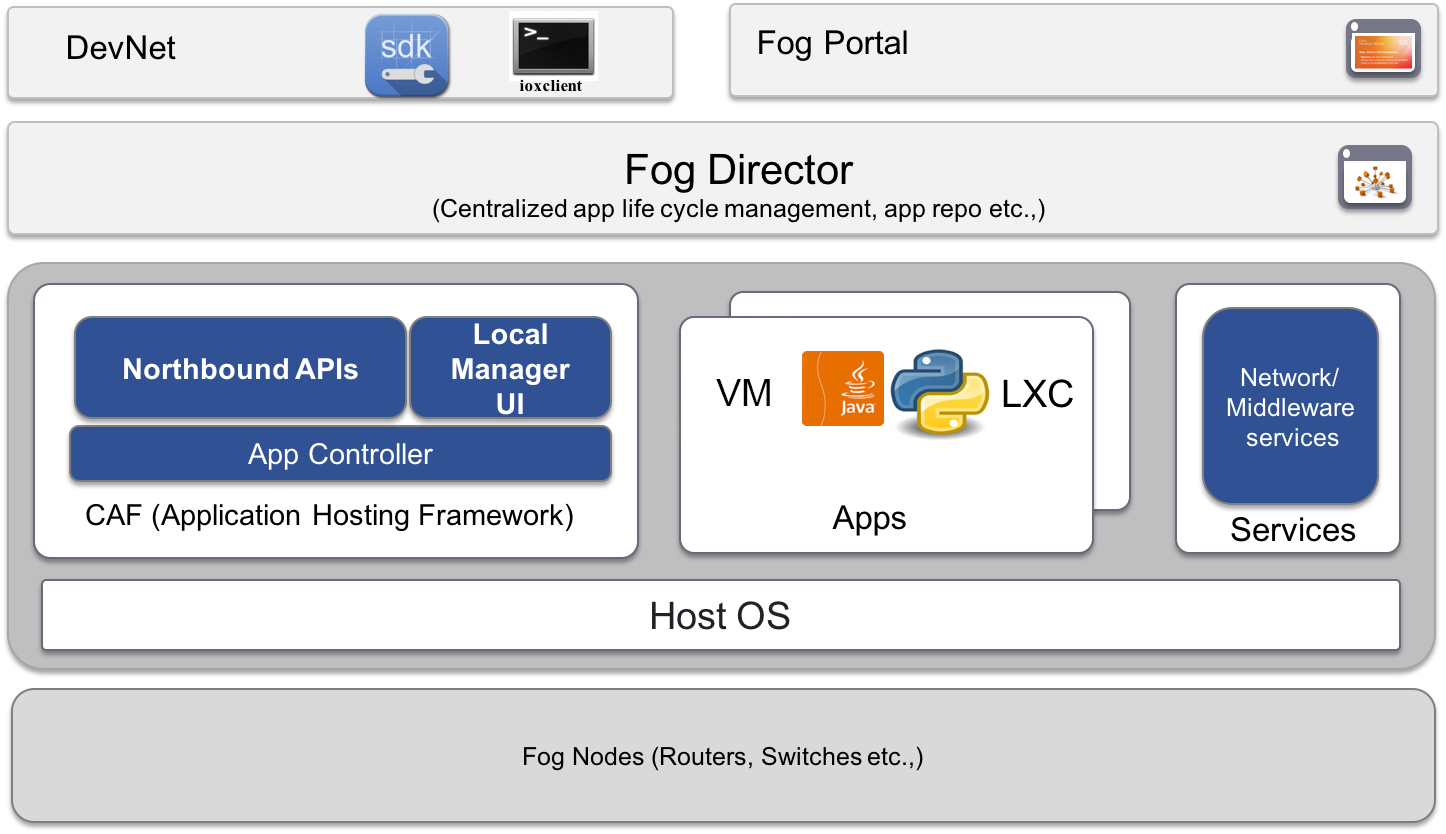 DevNet
sdk
>_
ioxclient
Fog Portal
Fog Director
(Centralized app life cycle management, app repo etc.,)
Northbound APIs
Local
Manager
UI
App Controller
CAF (Application Hosting Framework)
VM
Java
LXC
Apps
Network/
Middleware
services
Services
Host OS
Fog Nodes (Routers, Switches etc.,)